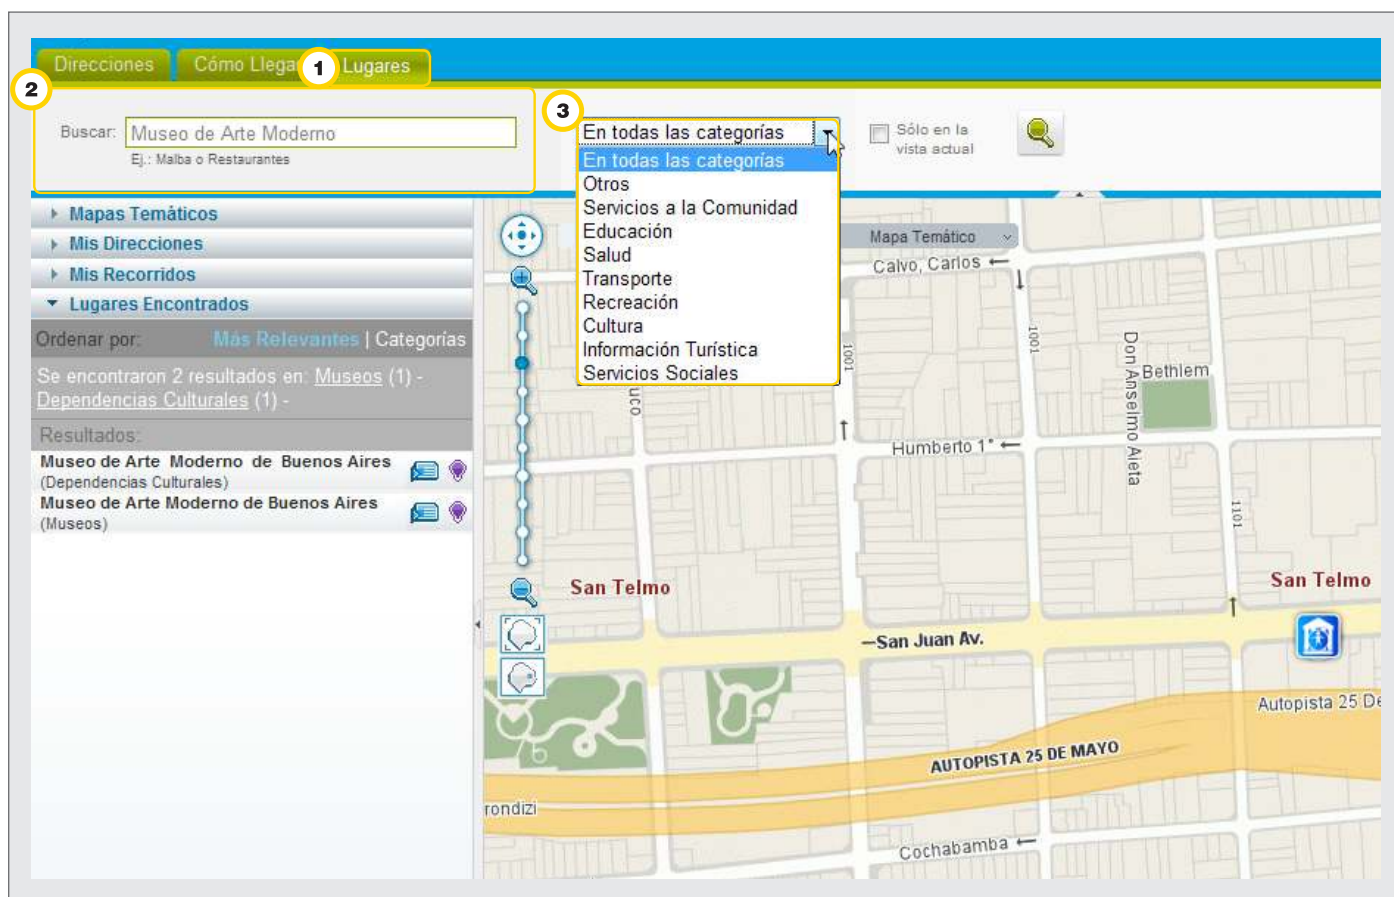 Direcciones
Cómo Llega
1
Lugares
2
Buscar:
Museo de Arte Moderno
Ej.: Malba o Restaurantes
3
En todas las categorías
En todas las categorías
Otros
Servicios a la Comunidad
Educación
Salud
Transporte
Recreación
Cultura
Información Turística
Servicios Sociales
Sólo en la
vista actual
Mapas Temáticos
Mis Direcciones
Mis Recorridos
Lugares Encontrados
Ordenar por:
Más Relevantes | Categorías
Se encontraron 2 resultados en: Museos (1) -
Dependencias Culturales (1) -
Resultados:
Museo de Arte Moderno de Buenos Aires
(Dependencias Culturales)
Museo de Arte Moderno de Buenos Aires
(Museos)
Mapa Temático
Calvo, Carlos
1001
1001
Don Anselmo Aieta
Bethlem
uco
Humberto 1°
1101
San Telmo
San Telmo
San Juan Av.
Autopista 25 De
AUTOPISTA 25 DE MAYO
rondizi
Cochabamba